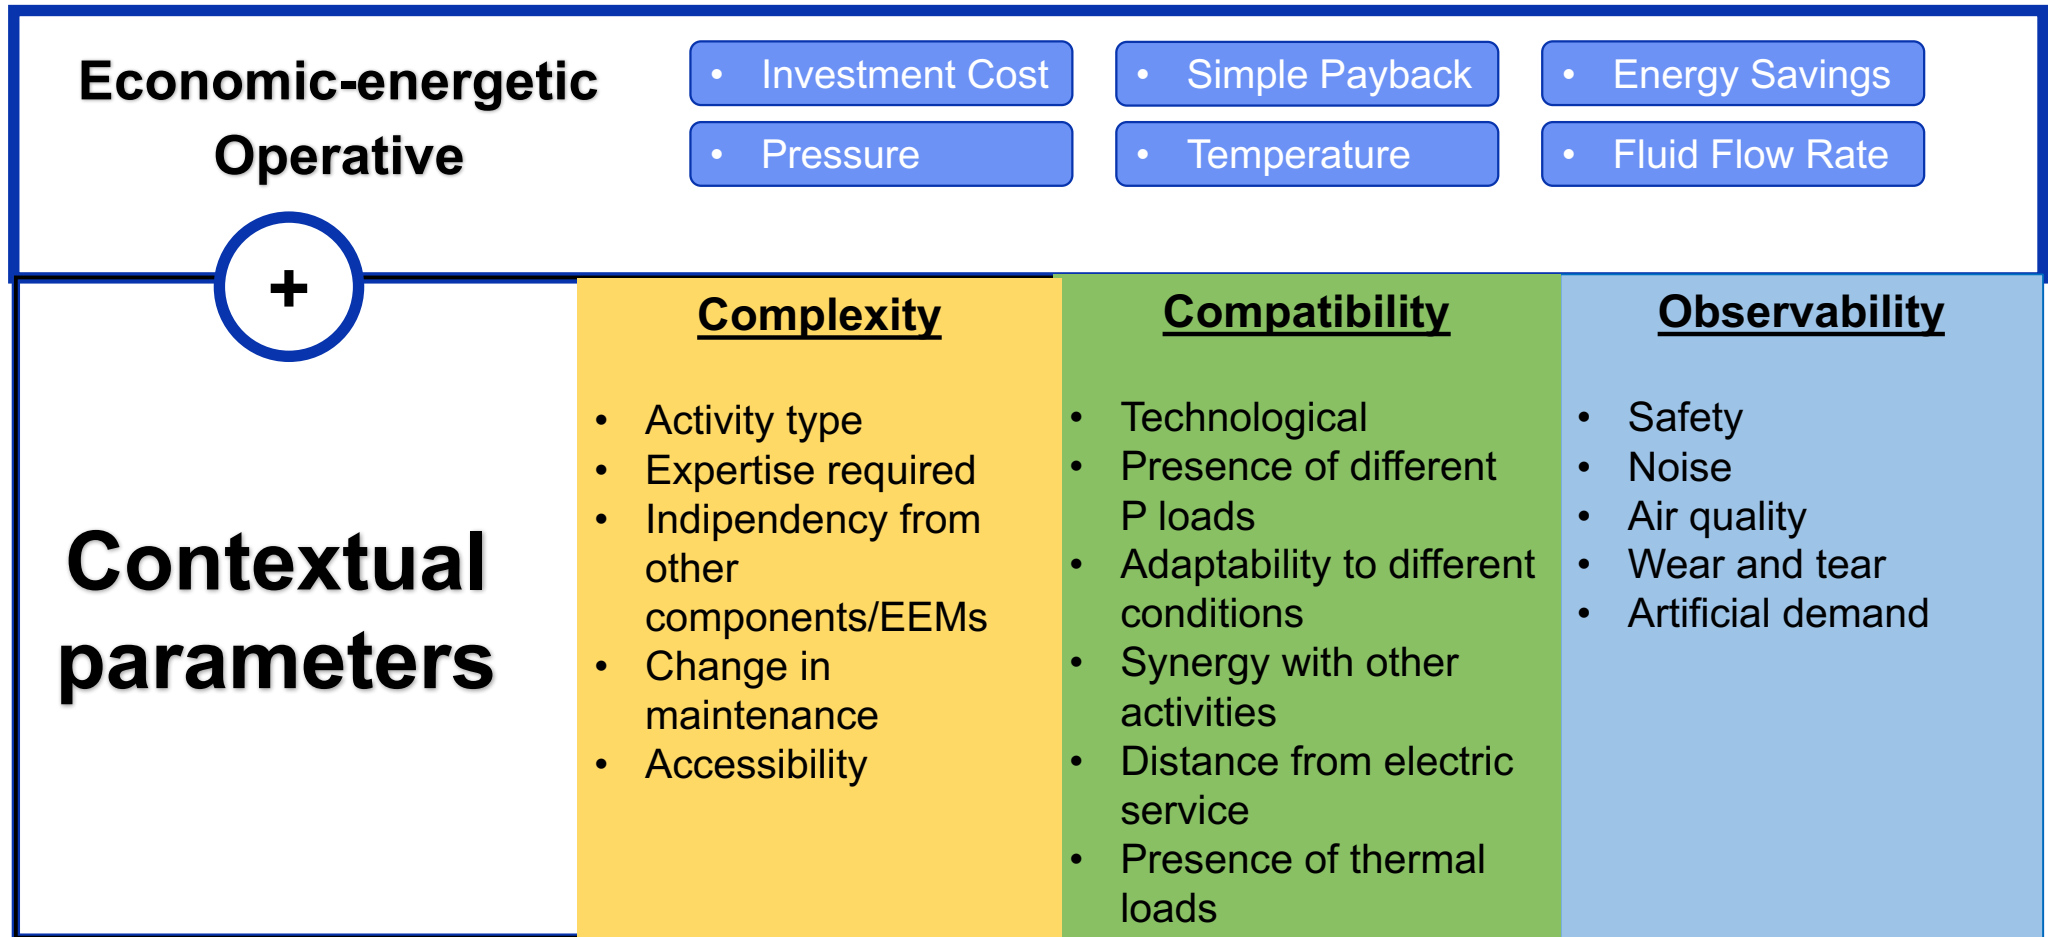 Economic-energetic
Operative
• Investment Cost
• Simple Payback
• Energy Savings
• Pressure
• Temperature
• Fluid Flow Rate
+
Contextual
parameters
Complexity
• Activity type
• Expertise required
• Indipendency from
other
components/EEMs
• Change in
maintenance
• Accessibility
Compatibility
• Technological
• Presence of different
P loads
• Adaptability to different
conditions
• Synergy with other
activities
• Distance from electric
service
• Presence of thermal
loads
Observability
• Safety
• Noise
• Air quality
• Wear and tear
• Artificial demand